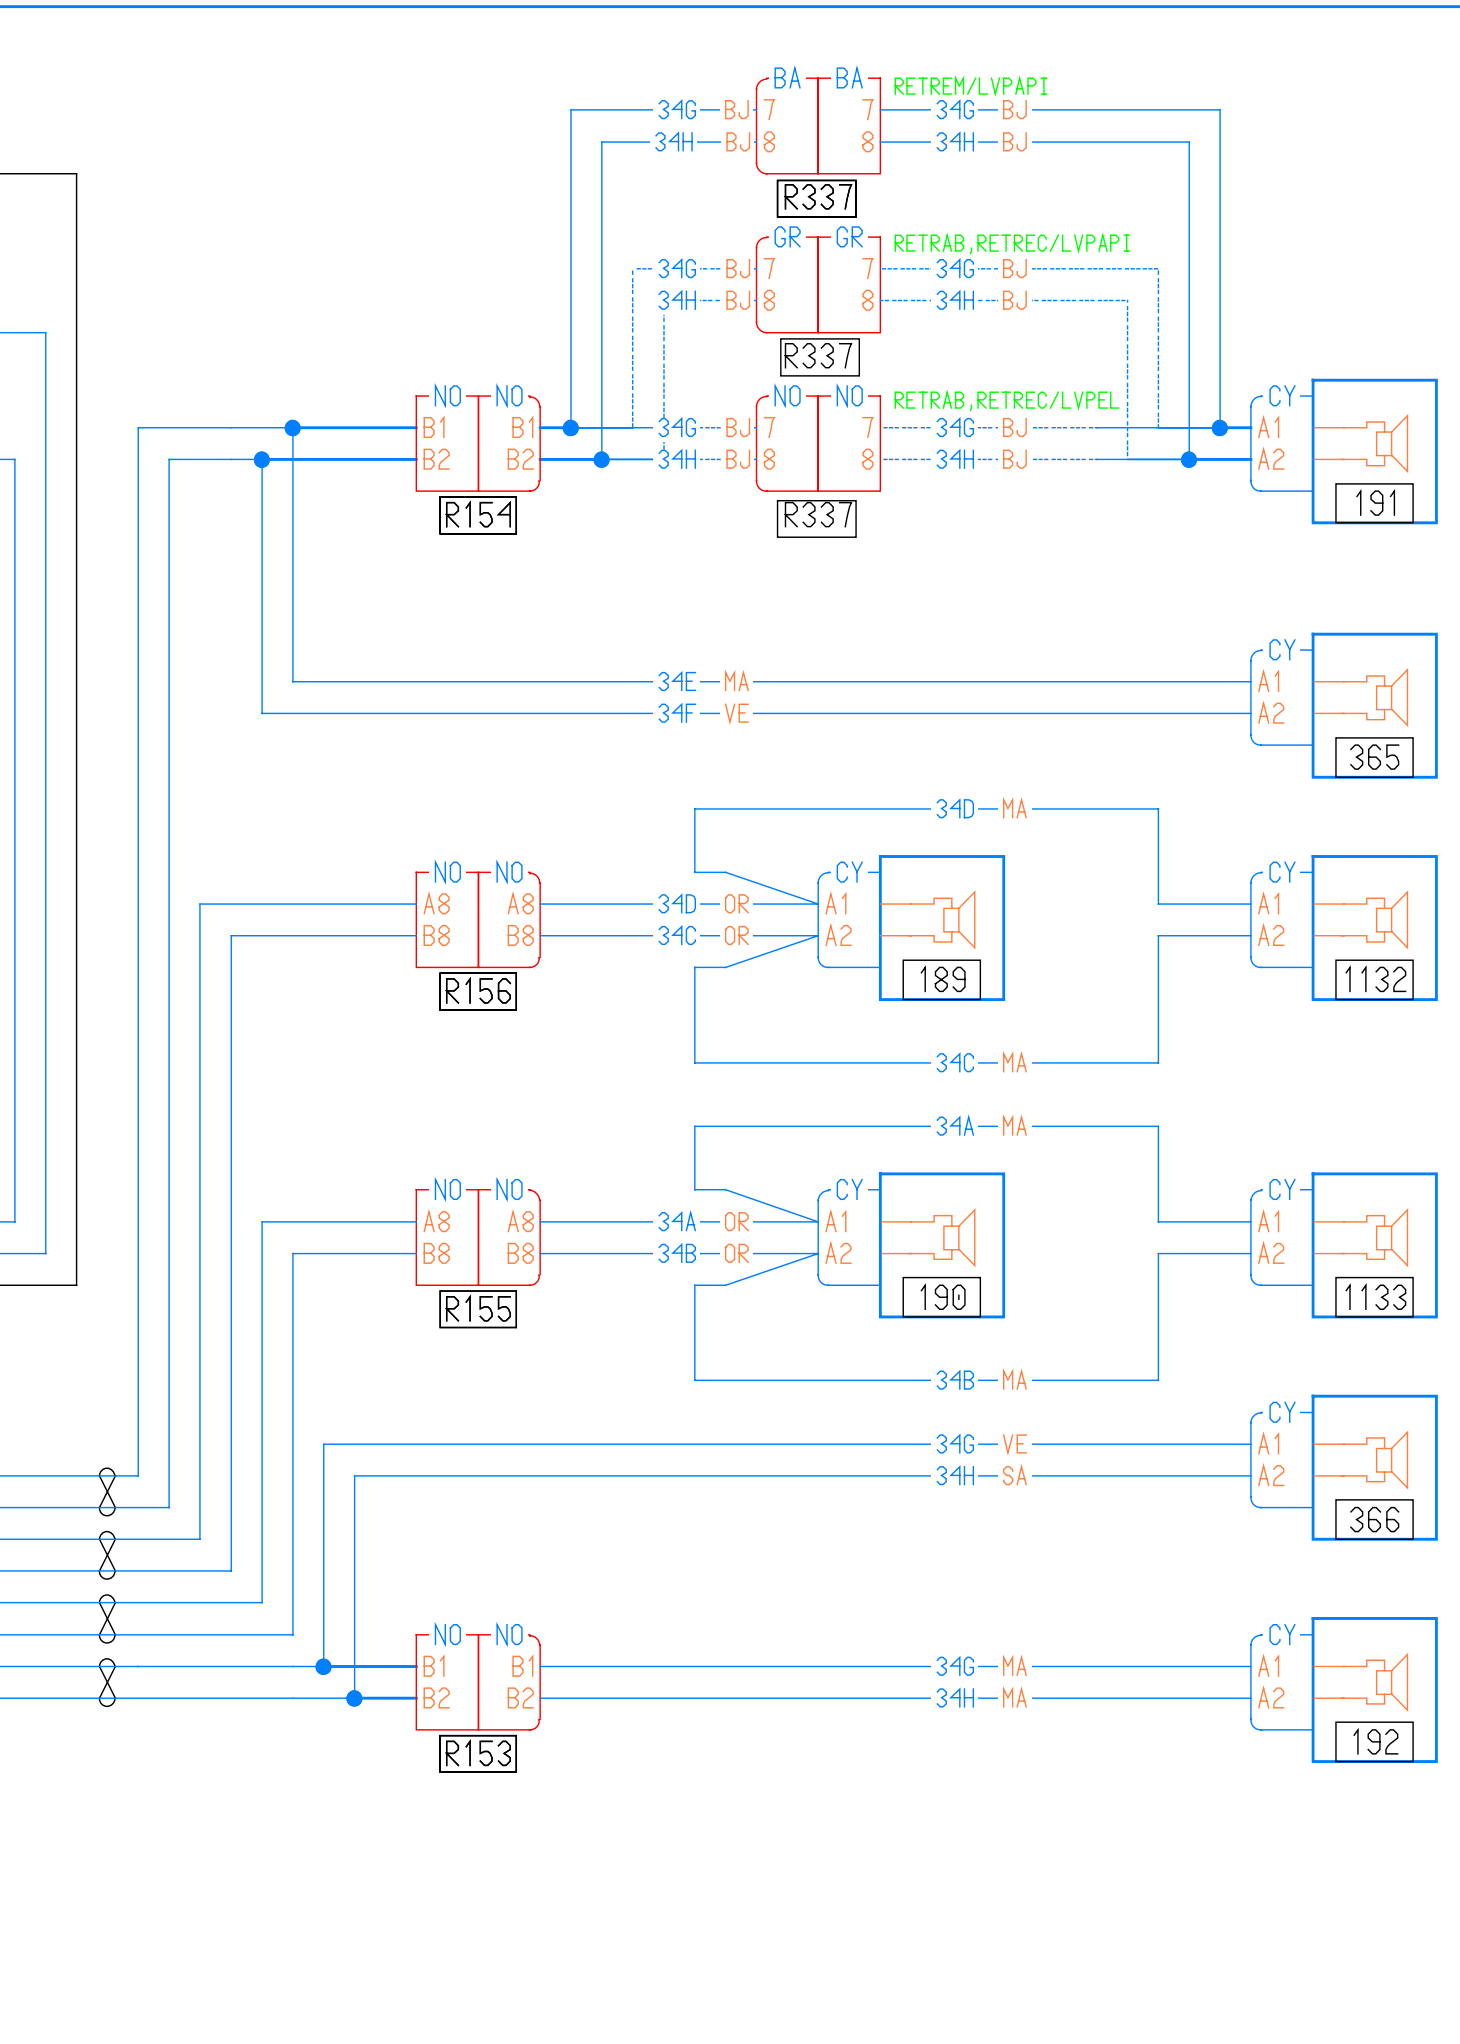 BA BA RETREM/LVPAPI
34G BJ 7 7 34G BJ
34H BJ 8 8 34H BJ
R337
GR GR RETRAB,RETREC/LVPAPI
34G BJ 7 7 34G BJ
34H BJ 8 8 34H BJ
R337
NO NO NO NO RETRAB,RETREC/LVPEL CY
B1 B1 34G BJ 7 7 34G BJ A1
B2 B2 34H BJ 8 8 34H BJ A2
R154 R337 191
CY
34E MA A1
34F VE A2
365
34D MA
NO NO CY CY
A8 A8 34D OR A1 A1
B8 B8 34C OR A2 A2
R156 189 1132
34C MA
34A MA
NO NO CY CY
A8 A8 34A OR A1 A1
B8 B8 34B OR A2 A2
R155 190 1133
34B MA
CY
34G VE A1
34H SA A2
366
NO NO CY
B1 B1 34G MA A1
B2 B2 34H MA A2
R153 192